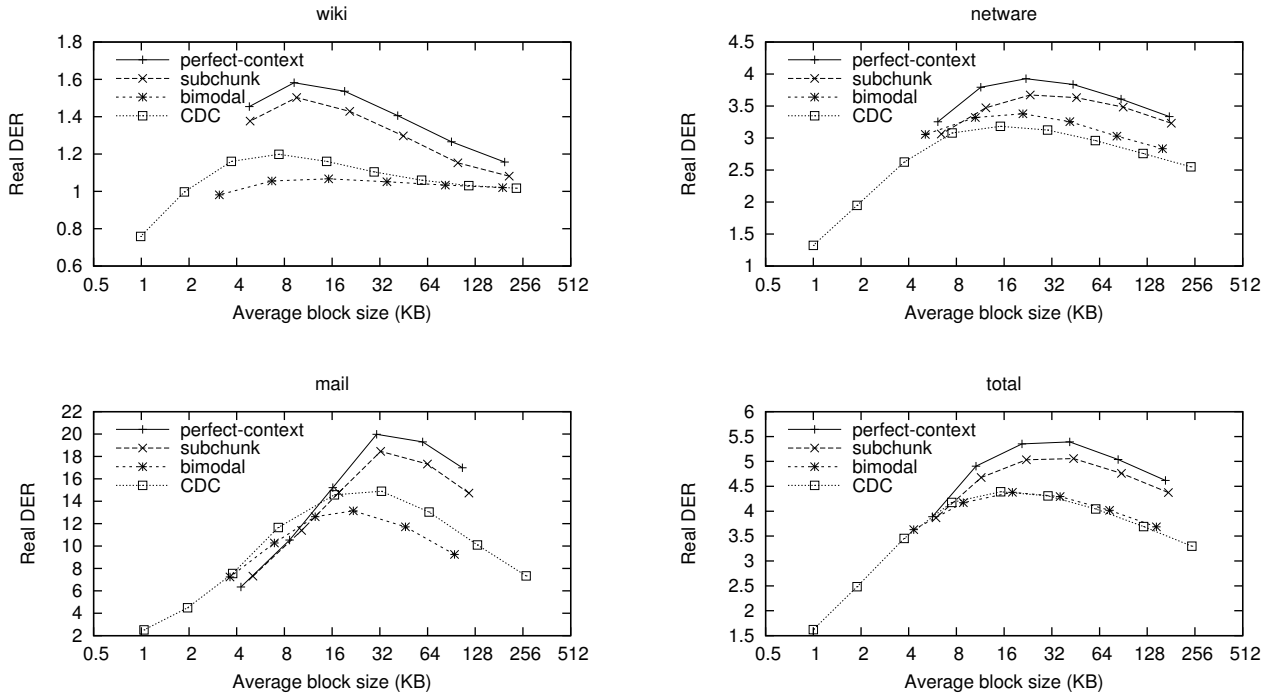 wiki
1.8
1.6
1.4
1.2
1
0.8
0.6
Real DER
perfect-context
subchunk
bimodal
CDC
0.5 1 2 4 8 16 32 64 128 256 512
Average block size (KB)
netware
4.5
4
3.5
3
2.5
2
1.5
1
Real DER
perfect-context
subchunk
bimodal
CDC
0.5 1 2 4 8 16 32 64 128 256 512
Average block size (KB)
mail
22
20
18
16
14
12
10
8
6
4
2
Real DER
perfect-context
subchunk
bimodal
CDC
0.5 1 2 4 8 16 32 64 128 256 512
Average block size (KB)
total
6
5.5
5
4.5
4
3.5
3
2.5
2
1.5
Real DER
perfect-context
subchunk
bimodal
CDC
0.5 1 2 4 8 16 32 64 128 256 512
Average block size (KB)